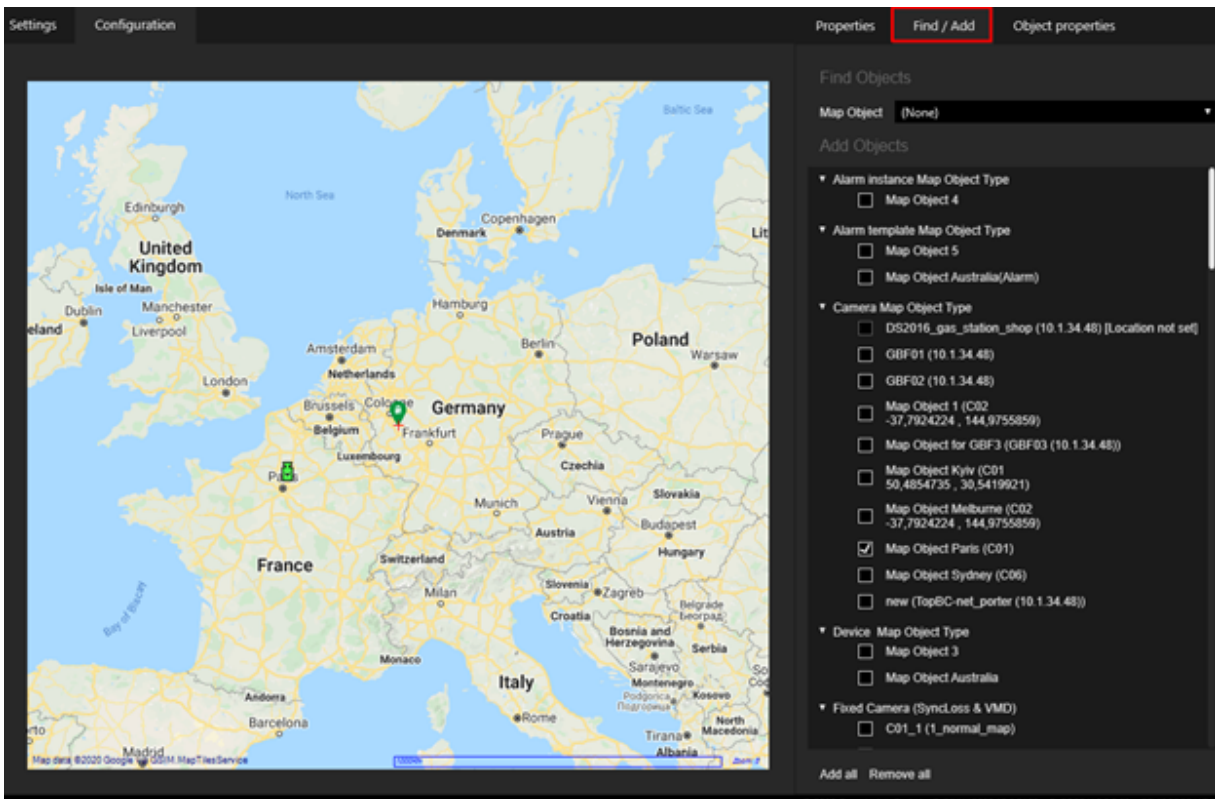 Settings
Configuration
Properties
Find / Add
Object properties
Baltic Sea
North Sea
Edinburgh
Copenhagen
Denmark
Lit
United
Kingdom
Isle of Man
Dublin
Manchester
eland
Liverpool
Hamburg
Amsterdam
Berlin
Poland
Warsaw
Netherlands
London
Brussels
Cologne
Germany
Belgium
Frankfurt
Prague
Luxembourg
Czechia
Paris
Munich
Vienna
Slovakia
Austria
Budapest
Hungary
France
Switzerland
Milan
Slovenia
Zagreb
Croatia
Belgrade
Београд
Bay of Biscay
Bosnia and
Herzegovina
Serbia
Monaco
Sarajevo
Italy
Montenegro
So
Podgorica
Подгорица
Kosovo
Andorra
Barcelona
Rome
North
Macedonia
rto
Tirana
Madrid
Albania
Find Objects
Map Object (None)
Add Objects
Alarm instance Map Object Type
Map Object 4
Alarm template Map Object Type
Map Object 5
Map Object Australia(Alarm)
Camera Map Object Type
DS2016_gas_station_shop (10.1.34.48) [Location not set]
GBF01 (10.1.34.48)
GBF02 (10.1.34.48)
Map Object 1 (C02
-37,7924224 , 144,9755859)
Map Object for GBF3 (GBF03 (10.1.34.48))
Map Object Kyiv (C01
50,4854735 , 30,5419921)
Map Object Melburne (C02
-37,7924224 , 144,9755859)
Map Object Paris (C01)
Map Object Sydney (C06)
new (TopBC-net_porter (10.1.34.48))
Device Map Object Type
Map Object 3
Map Object Australia
Fixed Camera (SyncLoss & VMD)
C01_1 (1_normal_map)
Add all
Remove all